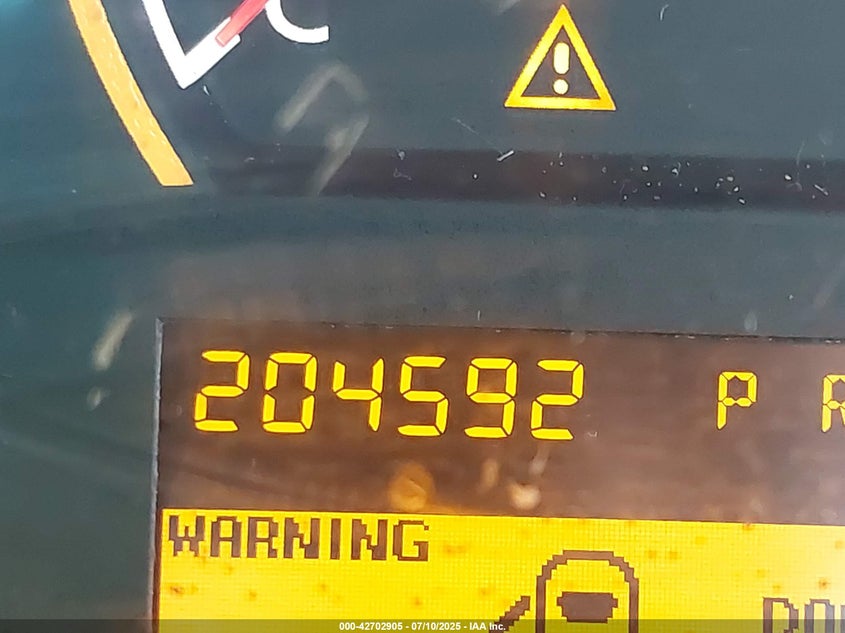 C
204592 P R
WARNING
000-42702905 - 07/10/2025 - IAA Inc.